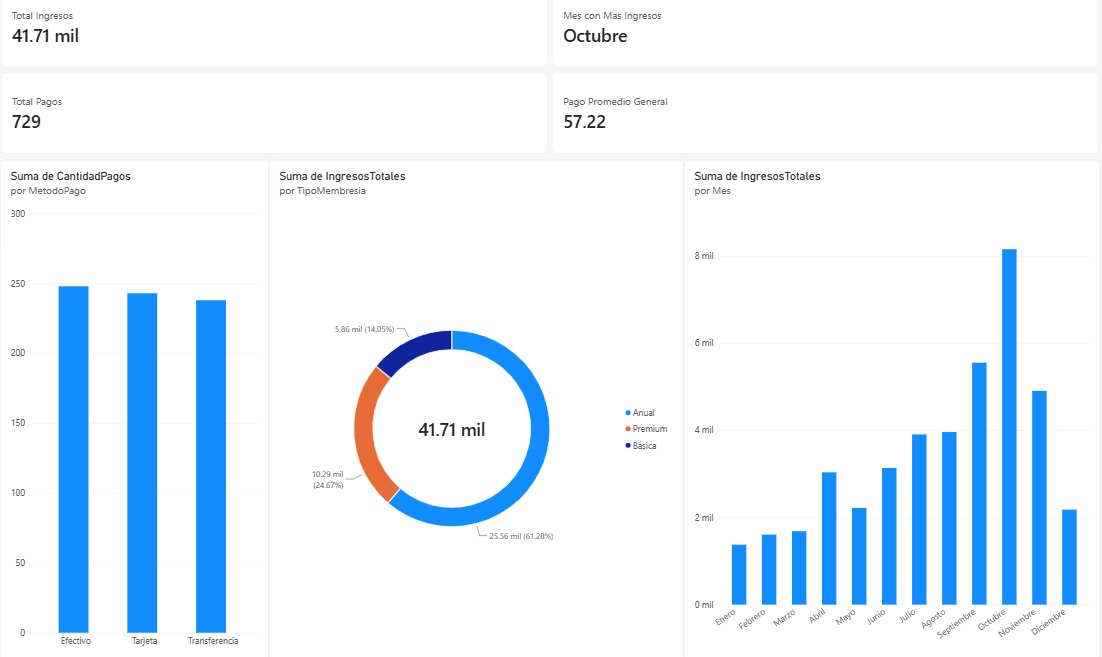 Total Ingresos
41.71 mil
Mes con Mas Ingresos
Octubre
Total Pagos
729
Pago Promedio General
57.22
Suma de CantidadPagos
por MetodoPago
300
250
200
150
100
50
0
Efectivo
Tarjeta
Transferencia
Suma de IngresosTotales
por TipoMembresia
5.86 mil (14.05%)
10.29 mil
(24.67%)
41.71 mil
25.56 mil (61.28%)
Anual
Premium
Básica
Suma de IngresosTotales
por Mes
8 mil
6 mil
4 mil
2 mil
0 mil
Enero
Febrero
Marzo
Abril
Mayo
Junio
Julio
Agosto
Septiembre
Octubre
Noviembre
Diciembre